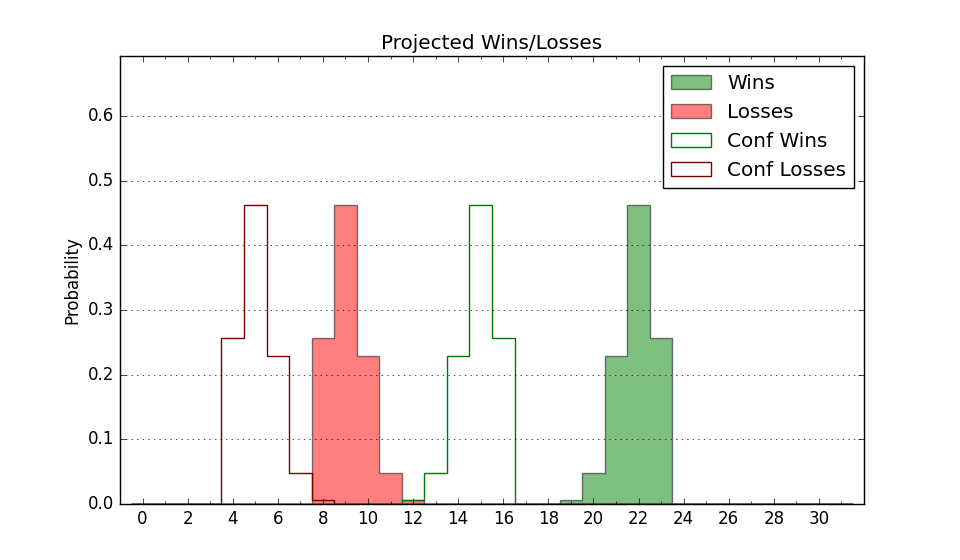 Projected Wins/Losses
Wins
Losses
Conf Wins
Conf Losses
Probability
0.6
0.5
0.4
0.3
0.2
0.1
0.0
0 2 4 6 8 10 12 14 16 18 20 22 24 26 28 30